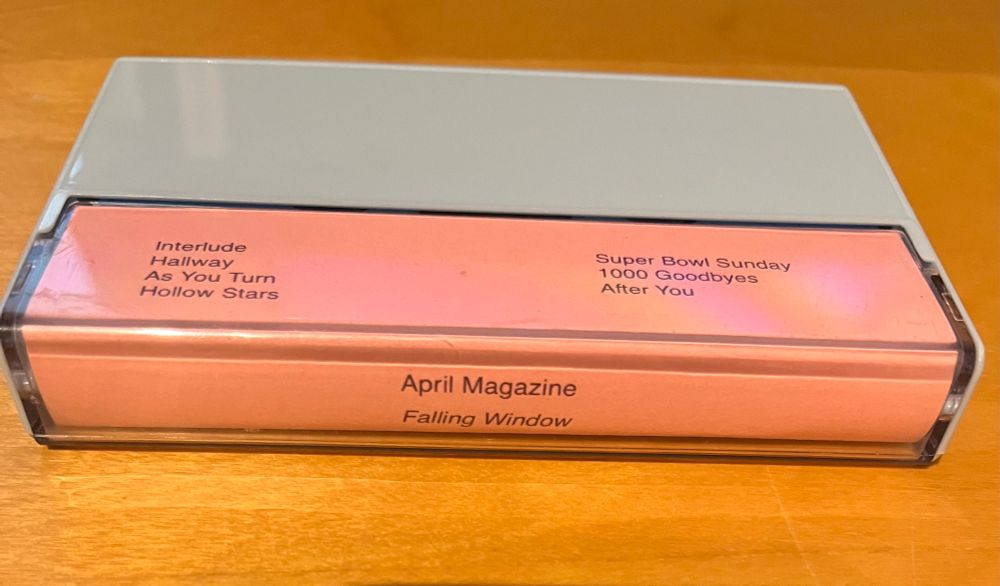 Interlude
Hallway
As You Turn
Hollow Stars
Super Bowl Sunday
1000 Goodbyes
After You
April Magazine
Falling Window